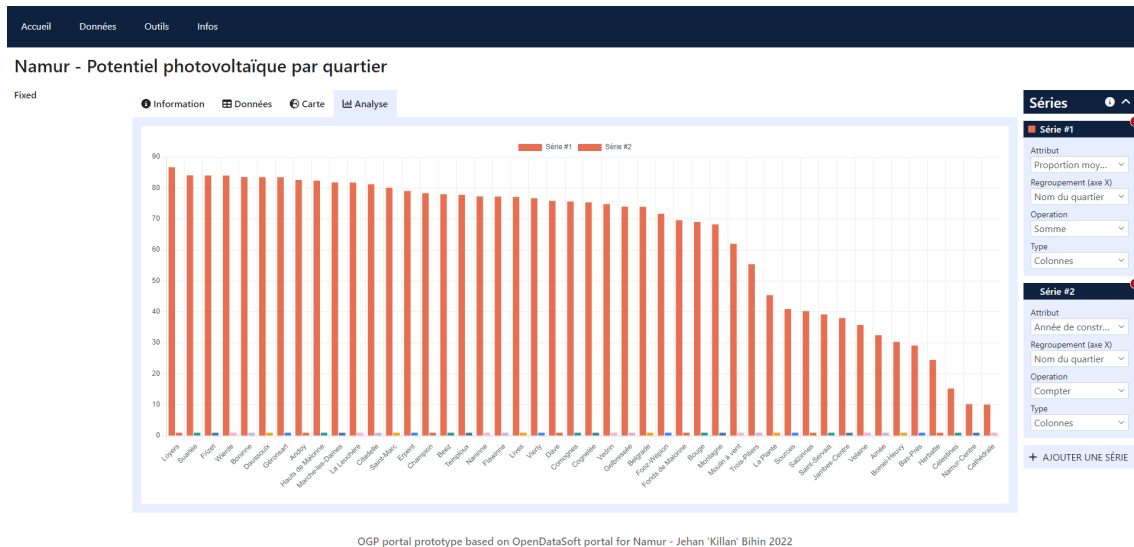 Accueil Données Outils Infos
Namur - Potentiel photovoltaïque par quartier
Fixed
Information Données Carte Analyse
Série #1 Série #2
90
80
70
60
50
40
30
20
10
0
Loyers Suarlée Frizet Wierde Boninne Daussoulx Géronsart Andoy Hauts de Malonne Marche-les-Dames La Leuchère Citadelle Saint-Marc Erpent Champion Beez Temploux Naninne Flawinne Lives Vierly Dave Comognes Cognelée Vedrin Gelbressée Belgrade Fooz-Wépion Fonds de Malonne Bouge Montagne Moulin à vent Trois-Piliers La Plante Sources Salzinnes Saint-Servais Jambes-Centre Velaine Amée Bomel-Heuvy Bas-Prés Herbatte Célestines Namur-Centre Cathédrale
Séries
Série #1
Attribut
Proportion moy...
Regroupement (axe X)
Nom du quartier
Operation
Somme
Type
Colonnes
Série #2
Attribut
Année de constr...
Regroupement (axe X)
Nom du quartier
Operation
Compter
Type
Colonnes
+ AJOUTER UNE SÉRIE
OGP portal prototype based on OpenDataSoft portal for Namur - Jehan 'Killan' Bihin 2022